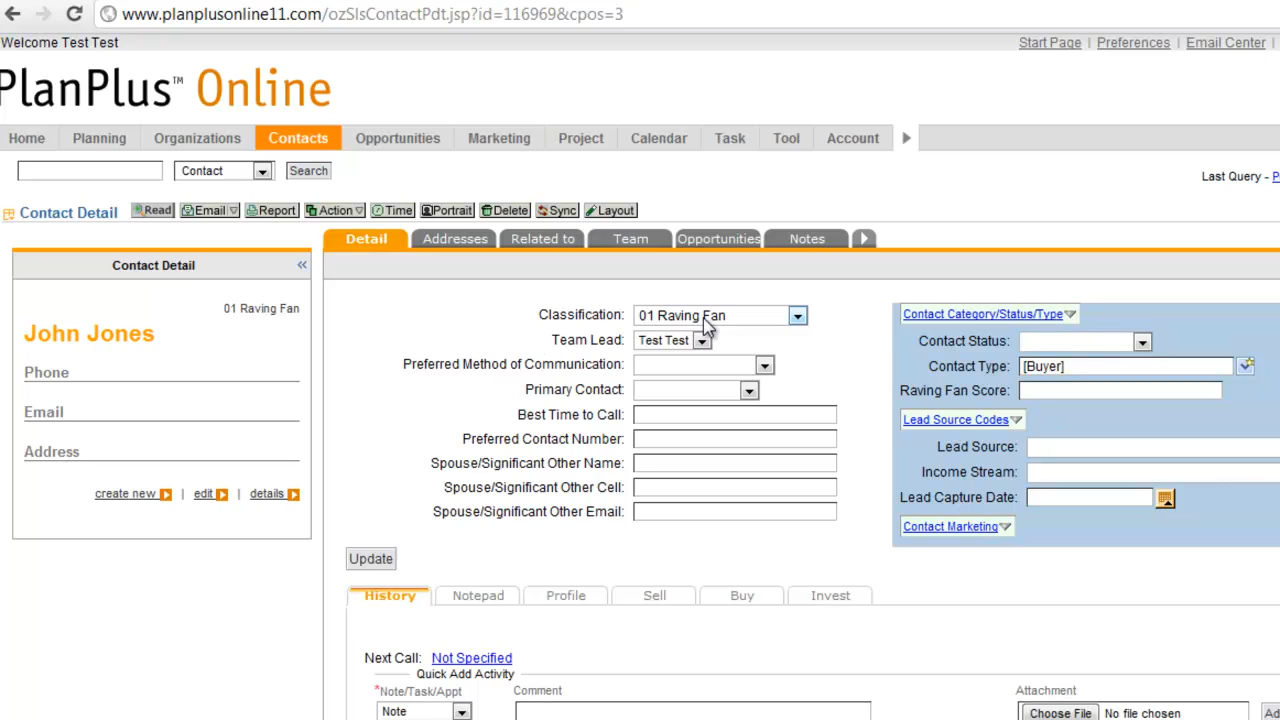 www.planplusonline11.com/ozSlsContactPdt.jsp?id=116969&cpos=3
Welcome Test Test
Start Page | Preferences | Email Center |
PlanPlus™ Online
Home Planning Organizations Contacts Opportunities Marketing Project Calendar Task Tool Account
Contact Search
Last Query - P
Contact Detail Read Email Report Action Time Portrait Delete Sync Layout
Detail Addresses Related to Team Opportunities Notes
Contact Detail «
01 Raving Fan
John Jones
Phone
Email
Address
create new | edit | details
Classification: 01 Raving Fan
Team Lead: Test Test
Preferred Method of Communication:
Primary Contact:
Best Time to Call:
Preferred Contact Number:
Spouse/Significant Other Name:
Spouse/Significant Other Cell:
Spouse/Significant Other Email:
Contact Category/Status/Type
Contact Status:
Contact Type: [Buyer]
Raving Fan Score:
Lead Source Codes
Lead Source:
Income Stream:
Lead Capture Date:
Contact Marketing
Update
History Notepad Profile Sell Buy Invest
Next Call: Not Specified
Quick Add Activity
*Note/Task/Appt Comment Attachment
Note Choose File No file chosen Ad